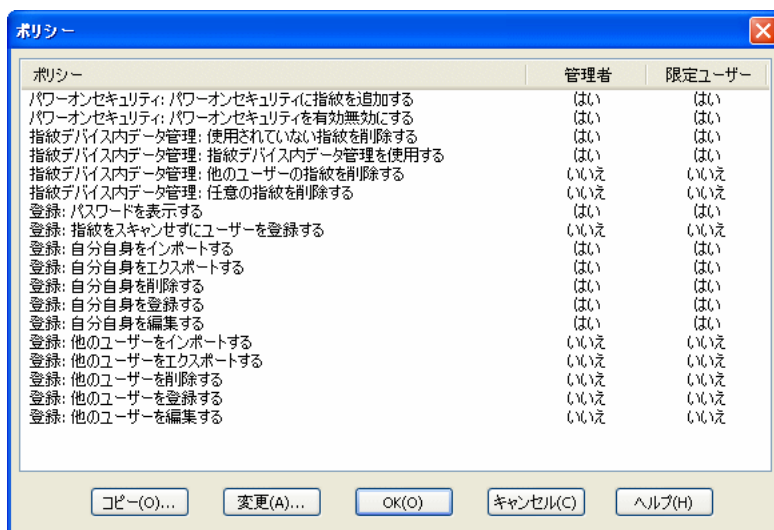 ポリシー
ポリシー 管理者 限定ユーザー
パワーオンセキュリティ: パワーオンセキュリティに指紋を追加する はい はい
パワーオンセキュリティ: パワーオンセキュリティを有効無効にする はい はい
指紋デバイス内データ管理: 使用されていない指紋を削除する はい はい
指紋デバイス内データ管理: 指紋デバイス内データ管理を使用する はい はい
指紋デバイス内データ管理: 他のユーザーの指紋を削除する いいえ いいえ
指紋デバイス内データ管理: 任意の指紋を削除する いいえ いいえ
登録: パスワードを表示する はい はい
登録: 指紋をスキャンせずにユーザーを登録する いいえ いいえ
登録: 自分自身をインポートする はい はい
登録: 自分自身をエクスポートする はい はい
登録: 自分自身を削除する はい はい
登録: 自分自身を登録する はい はい
登録: 自分自身を編集する はい はい
登録: 他のユーザーをインポートする いいえ いいえ
登録: 他のユーザーをエクスポートする いいえ いいえ
登録: 他のユーザーを削除する いいえ いいえ
登録: 他のユーザーを登録する いいえ いいえ
登録: 他のユーザーを編集する いいえ いいえ
コピー(O)... 変更(A)... OK(O) キャンセル(C) ヘルプ(H)